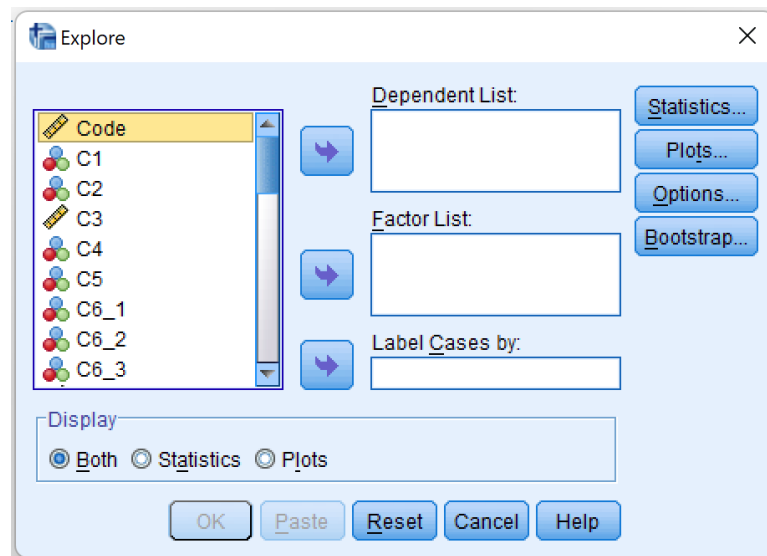 Explore
Code
C1
C2
C3
C4
C5
C6_1
C6_2
C6_3
Dependent List:
Factor List:
Label Cases by:
Statistics...
Plots...
Options...
Bootstrap...
Display
Both Statistics Plots
OK Paste Reset Cancel Help